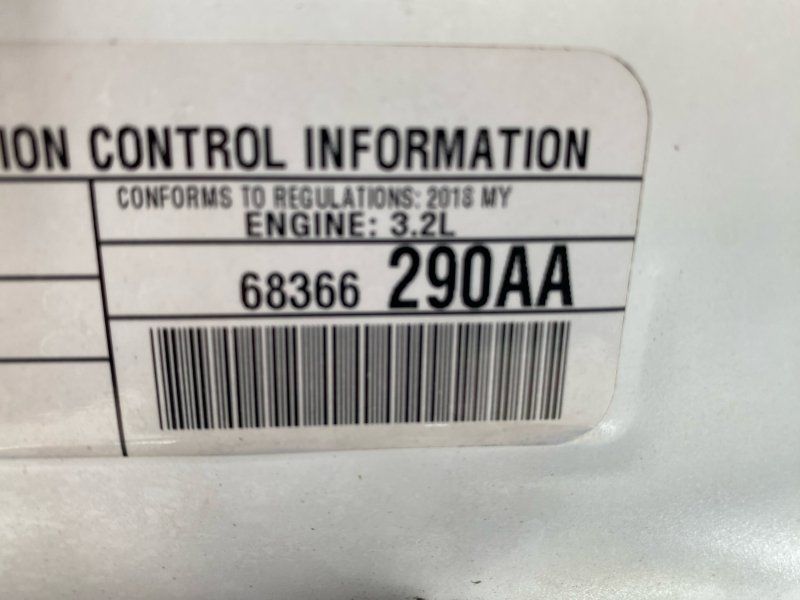 ION CONTROL INFORMATION
CONFORMS TO REGULATIONS: 2018 MY
ENGINE: 3.2L
68366 290AA